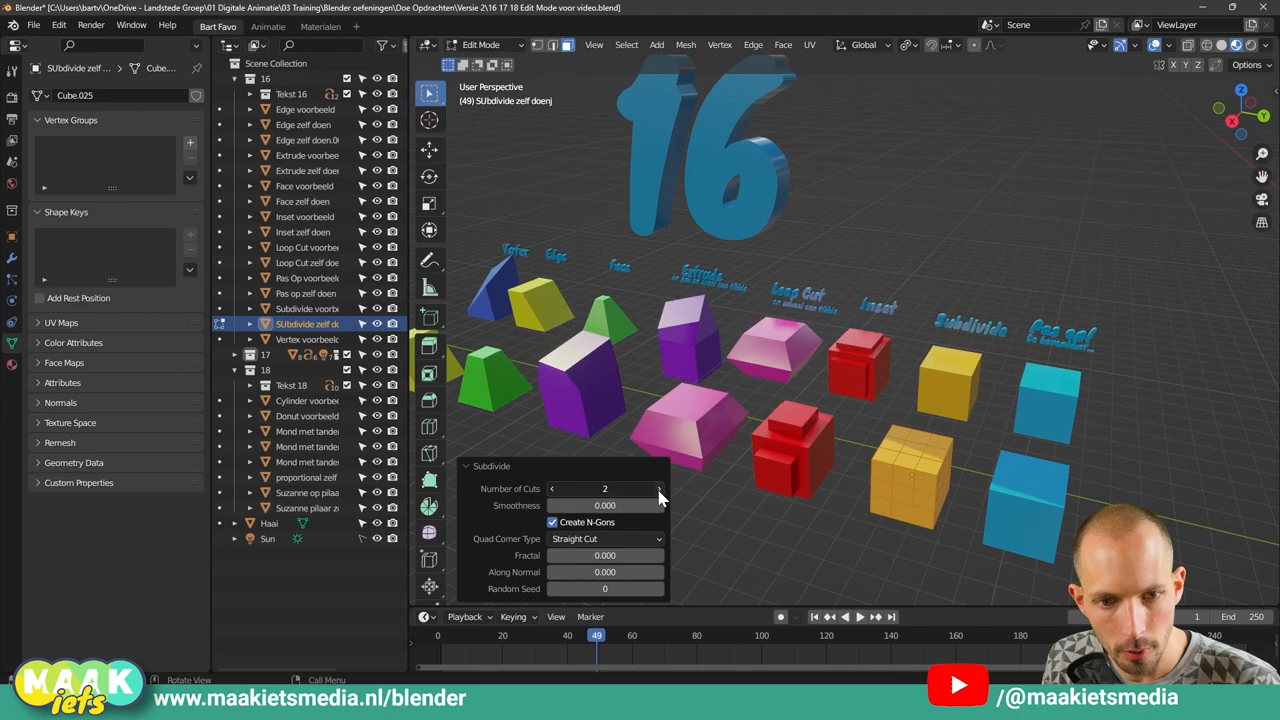 Blender* [C:\Users\bartv\OneDrive - Landstede Groep\01 Digitale Animatie\03 Training\Blender oefeningen\Doe Opdrachten\Versie 2\16 17 18 Edit Mode voor video.blend]
File Edit Render Window Help Bart Favo Animatie Materialen Scene ViewLayer
Edit Mode View Select Add Mesh Vertex Edge Face UV Global
X Y Z Options
SUbdivide zelf ... Cube....
Cube.025
Vertex Groups
Shape Keys
Add Rest Position
UV Maps
Color Attributes
Face Maps
Attributes
Normals
Texture Space
Remesh
Geometry Data
Custom Properties
Scene Collection
16
Tekst 16
Edge voorbeeld
Edge zelf doen
Edge zelf doen.0
Extrude voorbee
Extrude zelf doe
Face voorbeeld
Face zelf doen
Inset voorbeeld
Inset zelf doen
Loop Cut voorbe
Loop Cut zelf do
Pas Op voorbeel
Pas op zelf doen
Subdivide voorb
SUbdivide zelf do
Vertex voorbeeld
17
18
Tekst 18
Cylinder voorbee
Donut voorbeeld
Mond met tander
Mond met tander
Mond met tander
proportional zelf
Suzanne op pilaa
Suzanne pilaar z
Haai
Sun
User Perspective
(49) SUbdivide zelf doenj
16
Vertex
Edge
Face
Extrude
Loop Cut
Inset
Subdivide
Pas op!
Z
Y
X
Subdivide
Number of Cuts 2
Smoothness 0.000
Create N-Gons
Quad Corner Type Straight Cut
Fractal 0.000
Along Normal 0.000
Random Seed 0
Playback Keying View Marker 1 End 250
0 20 40 49 60 80 100 120 140 160 180 240
Rotate View Call Menu
MAAK
iets
www.maakietsmedia.nl/blender
/@maakietsmedia